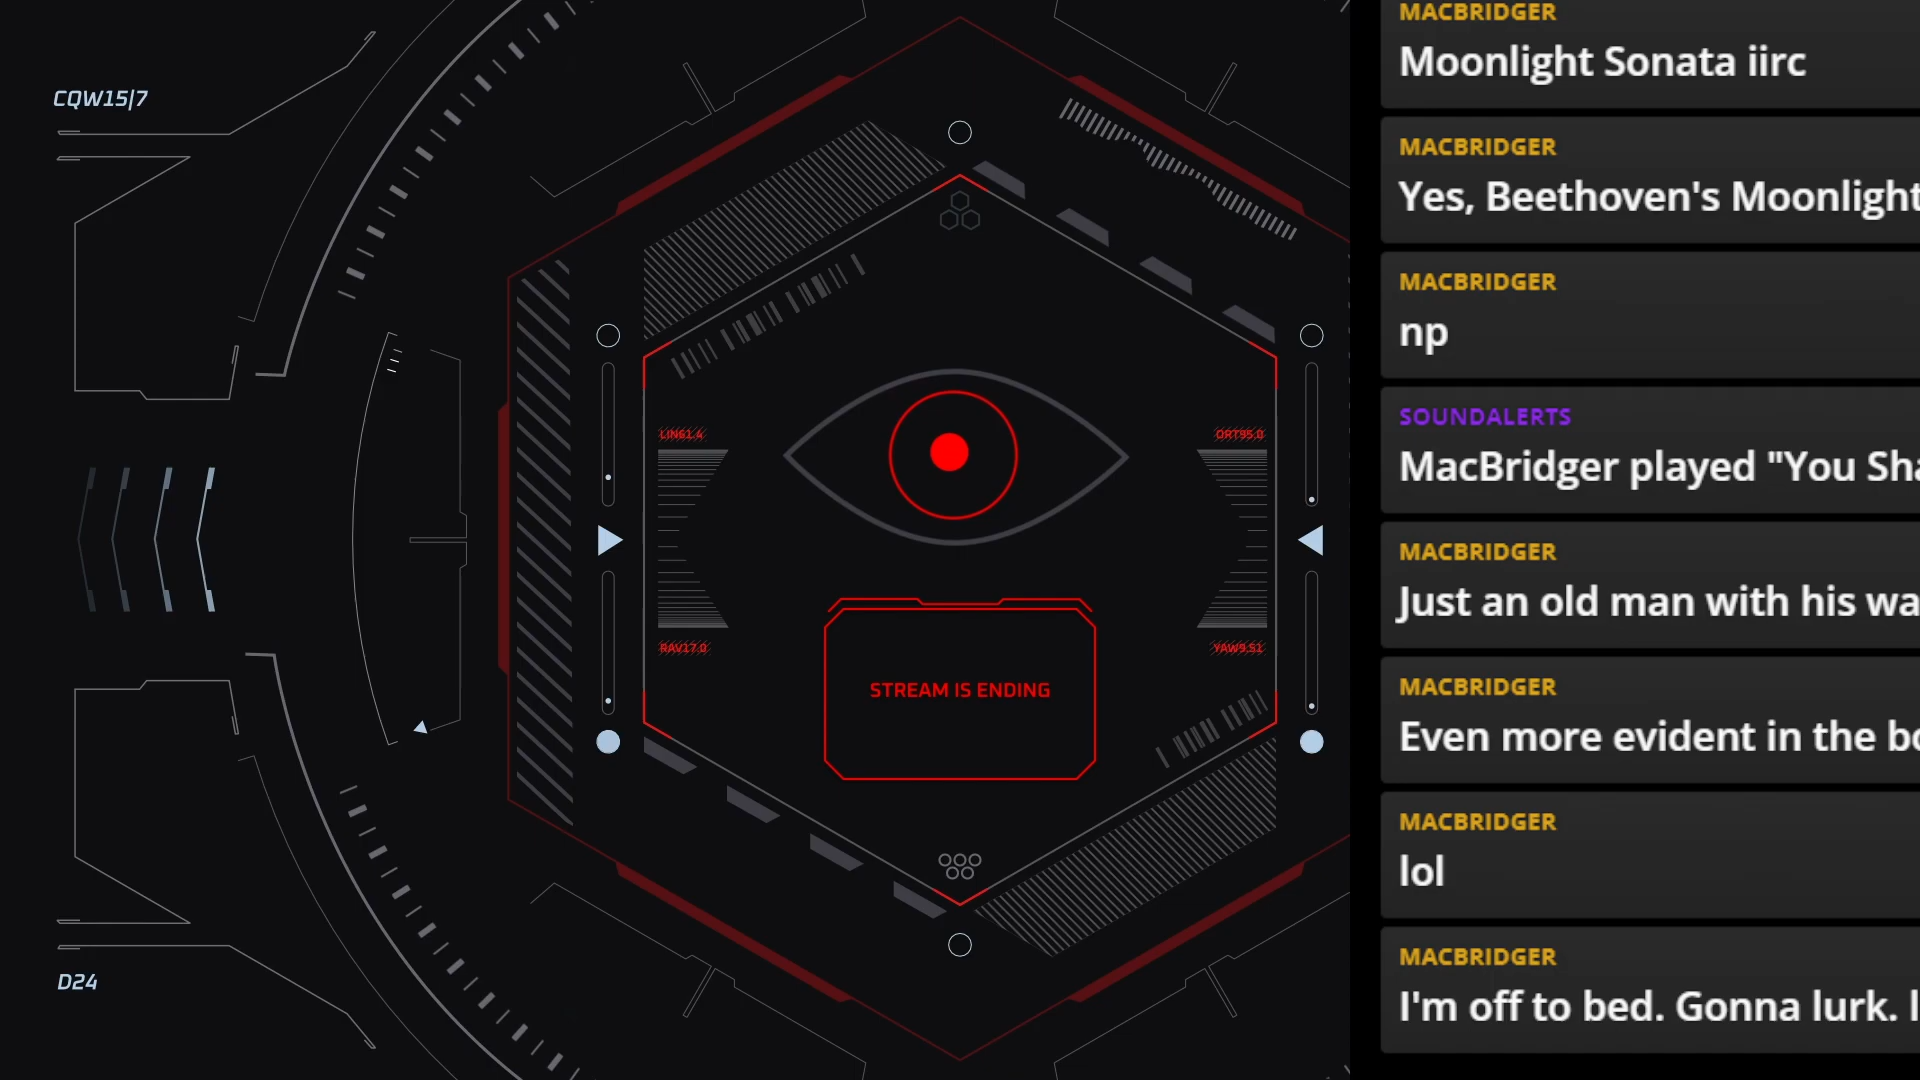 CQW15|7
LIN61.4
ORT95.0
RAV17.0
YAW9.51
STREAM IS ENDING
D24
MACBRIDGER
Moonlight Sonata iirc
MACBRIDGER
Yes, Beethoven's Moonlight
MACBRIDGER
np
SOUNDALERTS
MacBridger played "You Sha
MACBRIDGER
Just an old man with his wa
MACBRIDGER
Even more evident in the bo
MACBRIDGER
lol
MACBRIDGER
I'm off to bed. Gonna lurk.